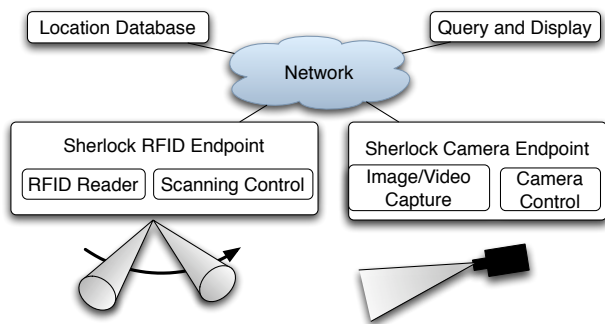 Location Database
Query and Display
Network
Sherlock RFID Endpoint
RFID Reader
Scanning Control
Sherlock Camera Endpoint
Image/Video
Capture
Camera
Control